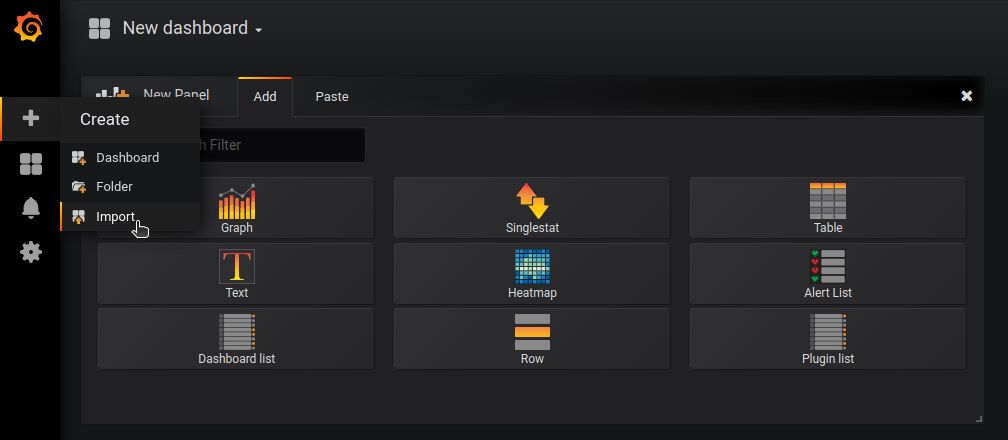 New dashboard
New Panel
Add
Paste
Create
Dashboard
Folder
Import
Filter
Graph
Singlestat
Table
Text
Heatmap
Alert List
Dashboard list
Row
Plugin list